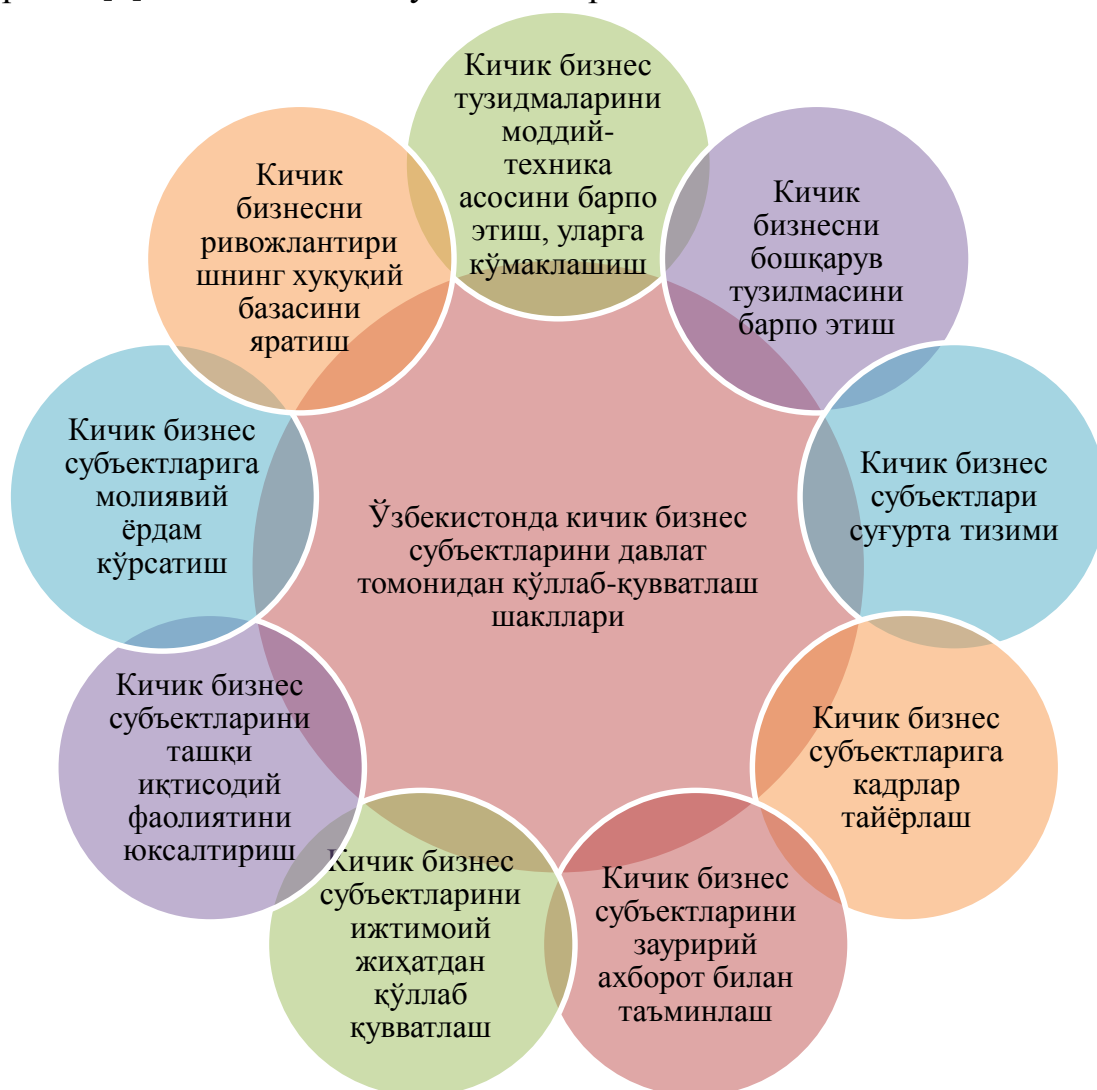 Кичик бизнес
тузидмаларини
моддий-
техника
асосини барпо
этиш, уларга
кўмаклашиш
Кичик
бизнесни
бошқарув
тузилмасини
барпо этиш
Кичик бизнес
субъектлари
суғурта тизими
Кичик бизнес
субъектларига
кадрлар
тайёрлаш
Кичик бизнес
субъектларини
зауририй
ахборот билан
таъминлаш
Кичик бизнес
субъектларини
ижтимоий
жиҳатдан
қўллаб
қувватлаш
Кичик бизнес
субъектларини
ташқи
иқтисодий
фаолиятини
юксалтириш
Кичик бизнес
субъектларига
молиявий
ёрдам
кўрсатиш
Кичик
бизнесни
ривожлантири
шнинг хуқуқий
базасини
яратиш
Ўзбекистонда кичик бизнес
субъектларини давлат
томонидан қўллаб-қувватлаш
шакллари